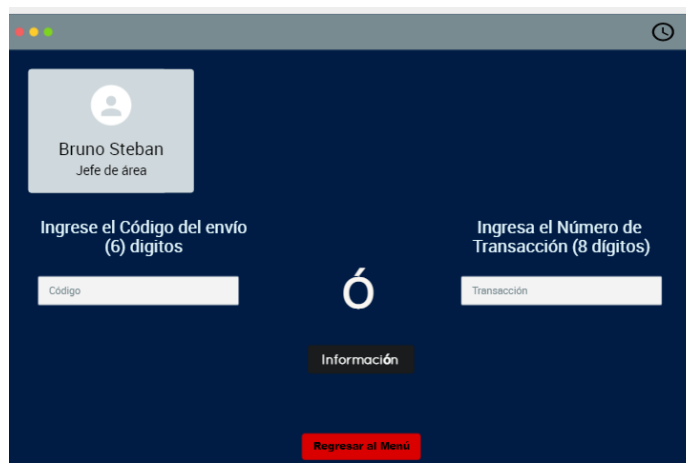 Bruno Steban
Jefe de área
Ingrese el Código del envío
(6) digitos
Código
Ó
Ingresa el Número de
Transacción (8 dígitos)
Transacción
Información
Regresar al Menú